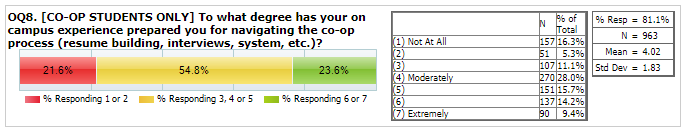 OQ8. [CO-OP STUDENTS ONLY] To what degree has your on
campus experience prepared you for navigating the co-op
process (resume building, interviews, system, etc.)?
21.6% 54.8% 23.6%
% Responding 1 or 2 % Responding 3, 4 or 5 % Responding 6 or 7
N % of Total
(1) Not At All 157 16.3%
(2) 51 5.3%
(3) 107 11.1%
(4) Moderately 270 28.0%
(5) 151 15.7%
(6) 137 14.2%
(7) Extremely 90 9.4%
% Resp = 81.1%
N = 963
Mean = 4.02
Std Dev = 1.83